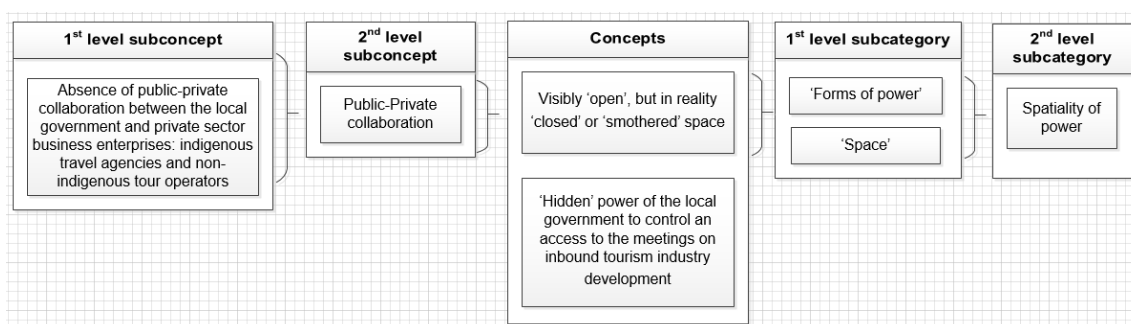 1st level subconcept
Absence of public-private
collaboration between the local
government and private sector
business enterprises: indigenous
travel agencies and non-
indigenous tour operators
2nd level
subconcept
Public-Private
collaboration
Concepts
Visibly ‘open’, but in reality
‘closed’ or ‘smothered’ space
‘Hidden’ power of the local
government to control an
access to the meetings on
inbound tourism industry
development
1st level subcategory
‘Forms of power’
‘Space’
2nd level
subcategory
Spatiality of
power